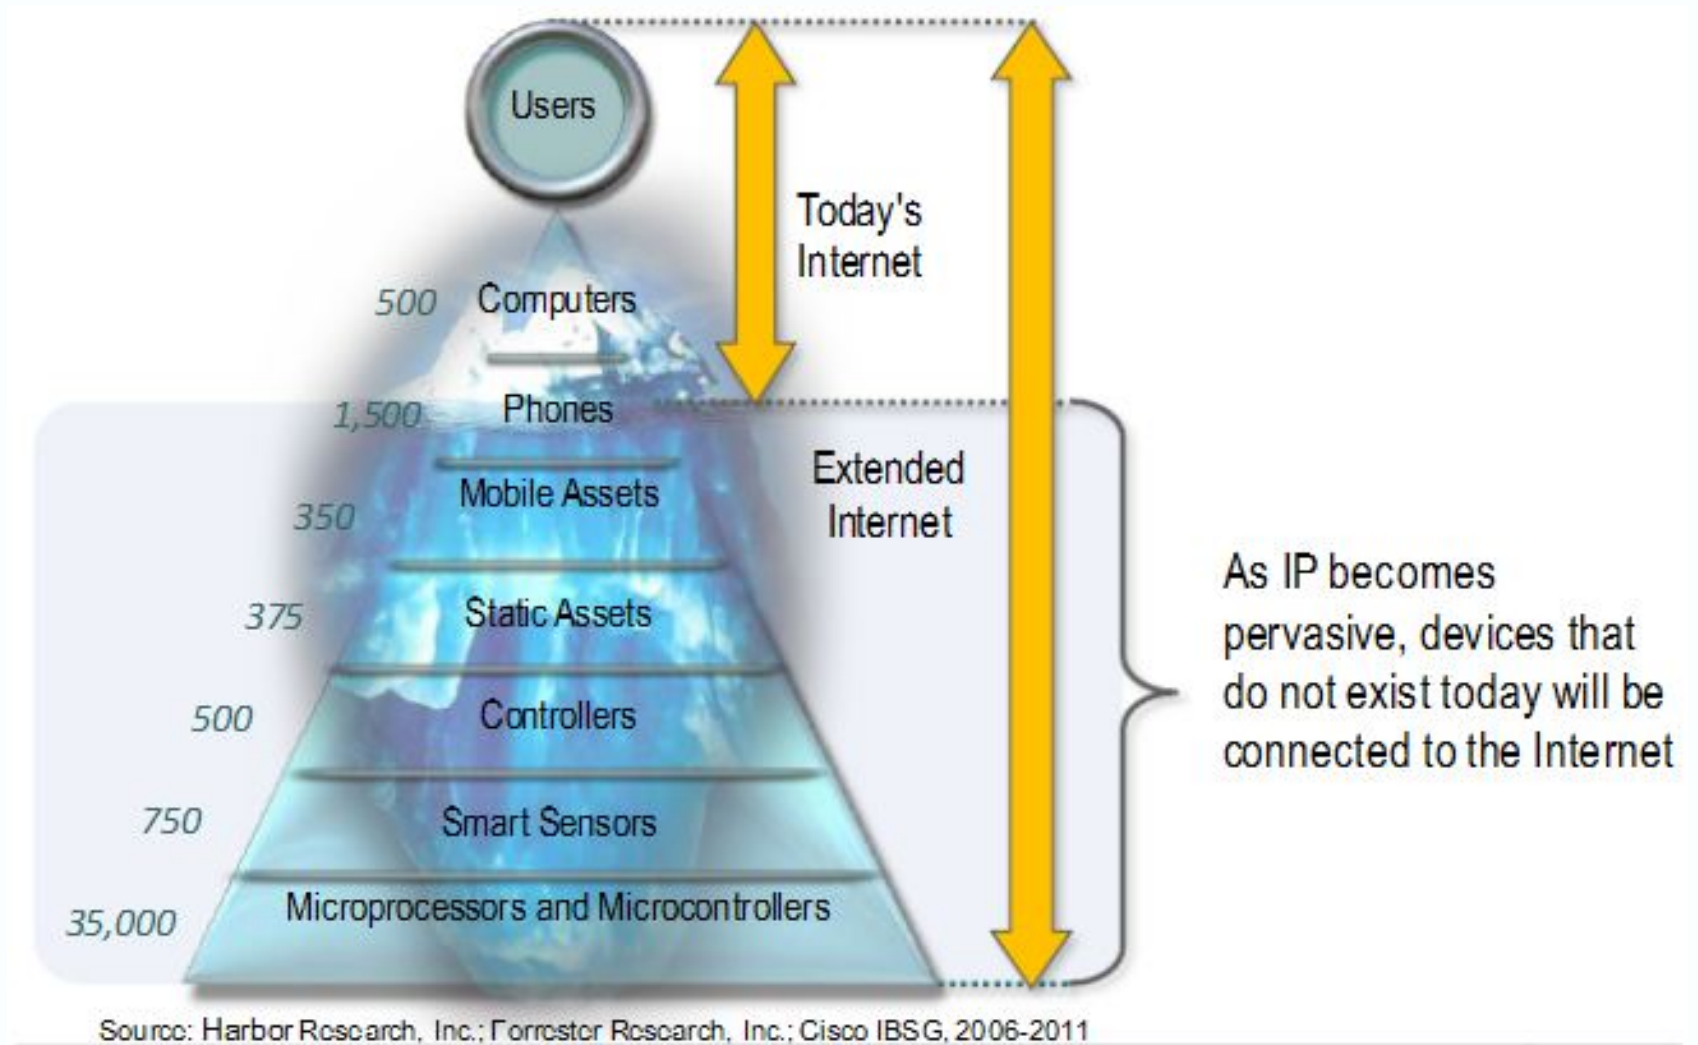 Users
Today's
Internet
500
Computers
1,500
Phones
Extended
Internet
350
Mobile Assets
375
Static Assets
As IP becomes
pervasive, devices that
do not exist today will be
connected to the Internet
500
Controllers
750
Smart Sensors
35,000
Microprocessors and Microcontrollers
Source: Harbor Research, Inc.; Forrester Research, Inc.; Cisco IBSG, 2006-2011